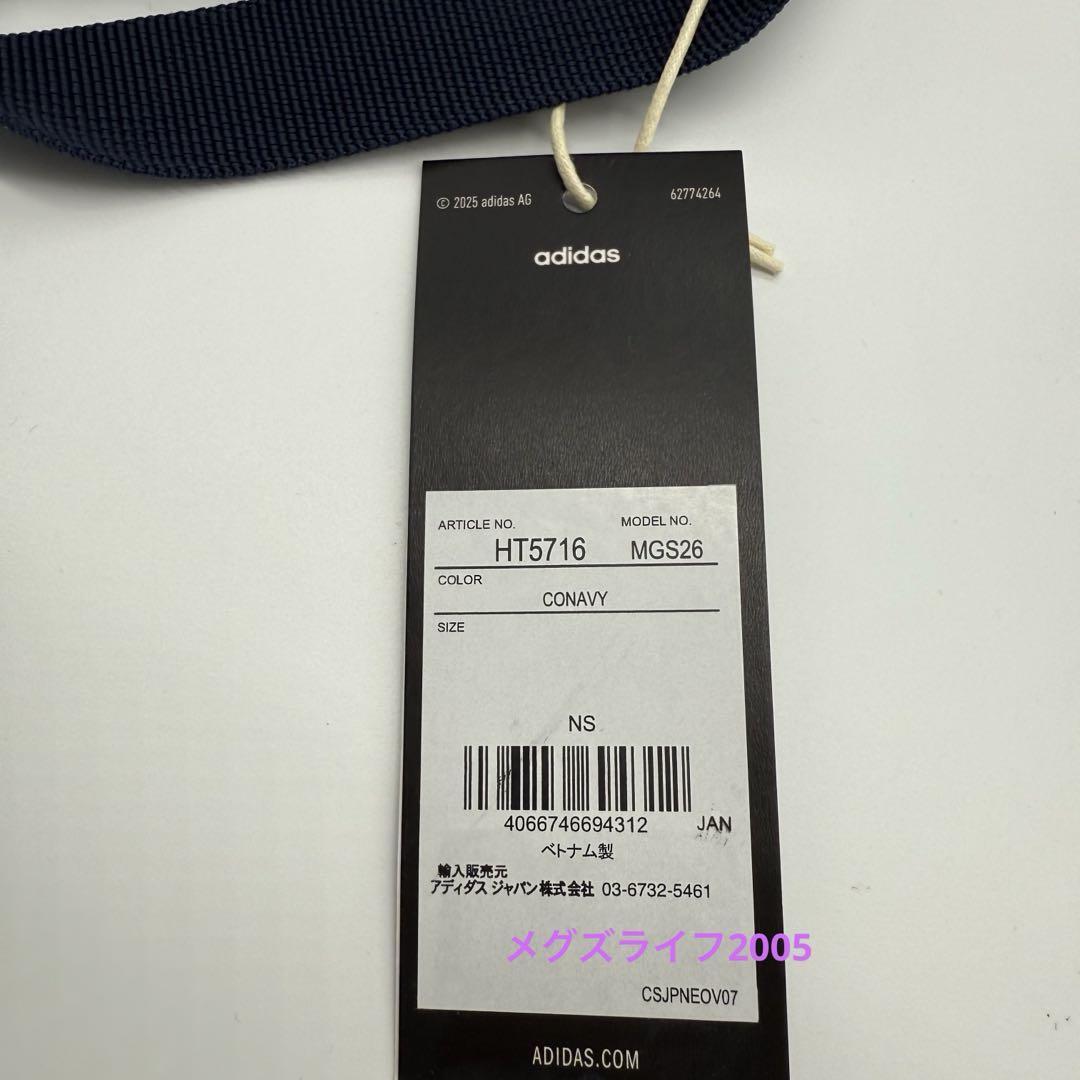 © 2025 adidas AG 62774264
adidas
ARTICLE NO. MODEL NO.
HT5716 MGS26
COLOR
CONAVY
SIZE
NS
4066746694312 JAN
ベトナム製
輸入販売元
アディダス ジャパン株式会社 03-6732-5461
メグズライフ2005
CSJPNEOV07
ADIDAS.COM